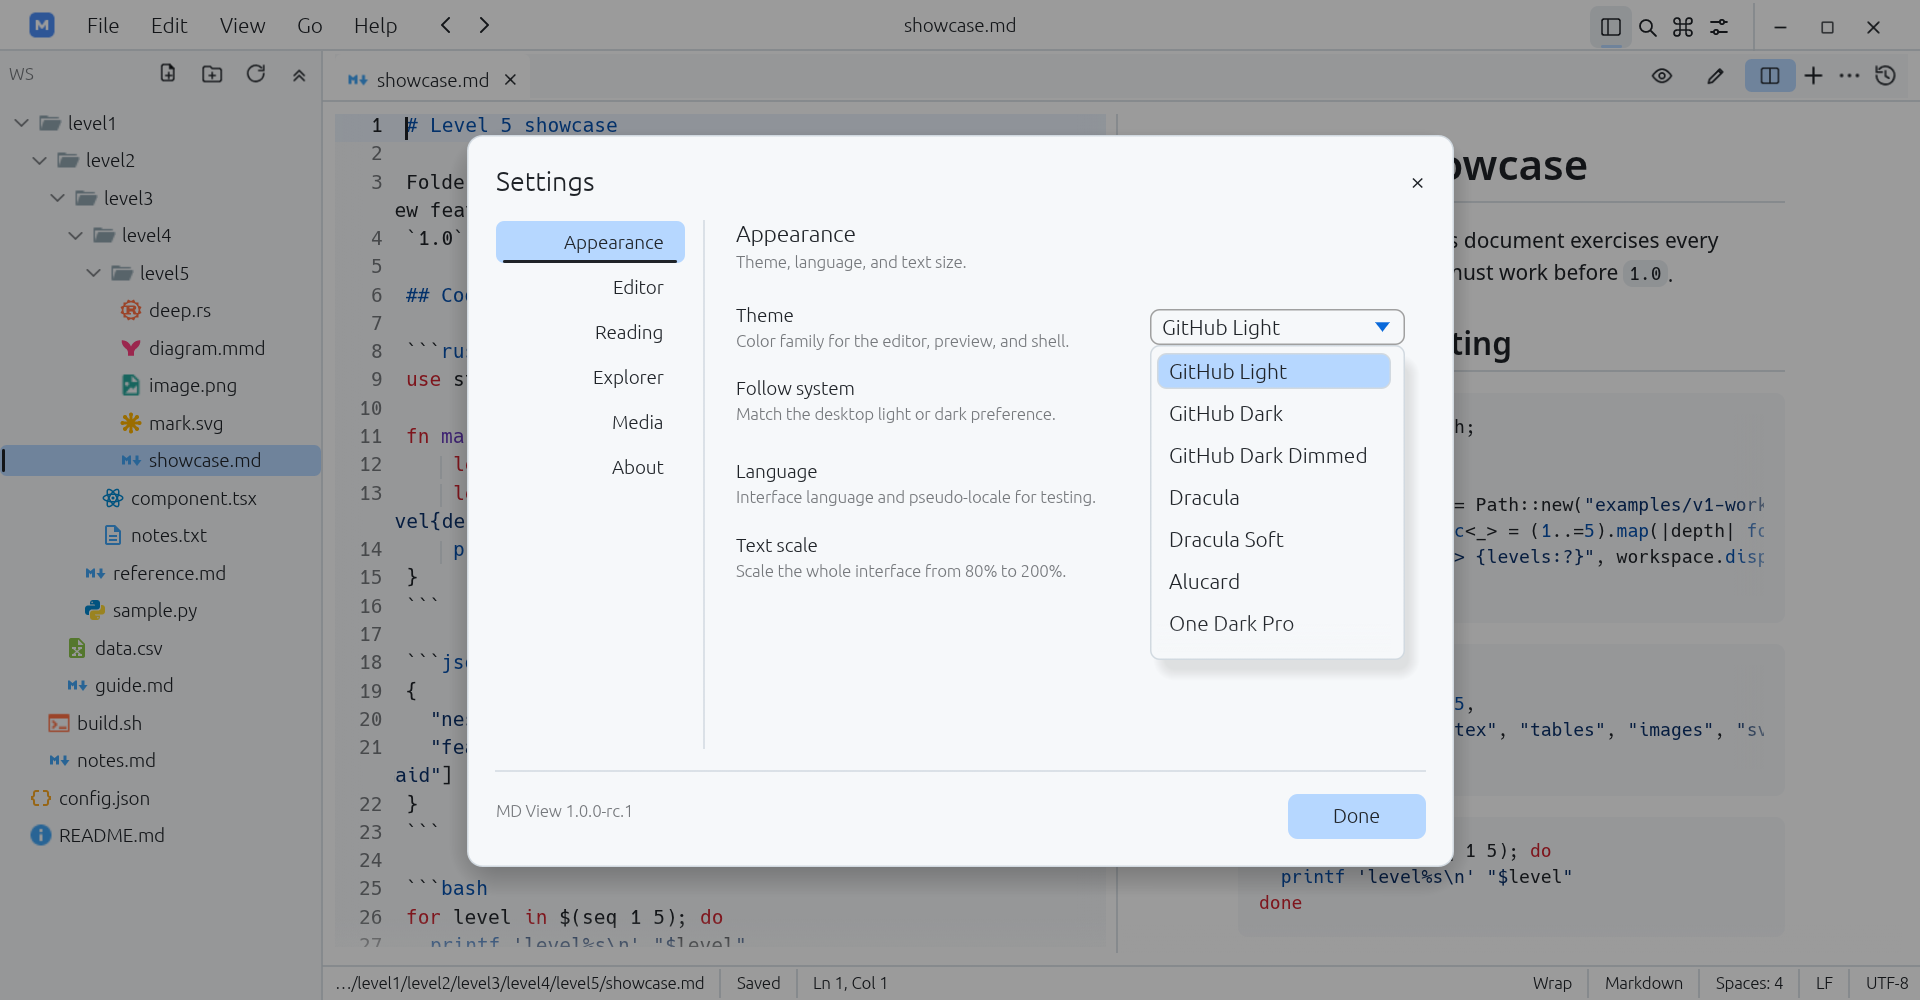 M File Edit View Go Help showcase.md
WS
showcase.md
level1
level2
level3
level4
level5
deep.rs
diagram.mmd
image.png
mark.svg
showcase.md
component.tsx
notes.txt
reference.md
sample.py
data.csv
guide.md
build.sh
notes.md
config.json
README.md
1 # Level 5 showcase
2
3 Folde
ew fea
4 `1.0`
5
6 ## Co
7
8 ```rus
9 use s
10
11 fn ma
12 l
13 l
vel{de
14 p
15 }
16 ```
17
18 ```js
19 {
20 "ne
21 "fea
aid"]
22 }
23 ```
24
25 ```bash
26 for level in $(seq 1 5); do
27 printf 'level%s\n' "$level"
owcase
s document exercises every
must work before 1.0.
ting
h;
= Path::new("examples/v1-work
c<_> = (1..=5).map(|depth| fo
> {levels:?}", workspace.disp
5,
tex", "tables", "images", "sv
1 5); do
printf 'level%s\n' "$level"
done
Settings
Appearance
Editor
Reading
Explorer
Media
About
Appearance
Theme, language, and text size.
Theme
Color family for the editor, preview, and shell.
Follow system
Match the desktop light or dark preference.
Language
Interface language and pseudo-locale for testing.
Text scale
Scale the whole interface from 80% to 200%.
GitHub Light
GitHub Light
GitHub Dark
GitHub Dark Dimmed
Dracula
Dracula Soft
Alucard
One Dark Pro
MD View 1.0.0-rc.1
Done
…/level1/level2/level3/level4/level5/showcase.md Saved Ln 1, Col 1 Wrap Markdown Spaces: 4 LF UTF-8